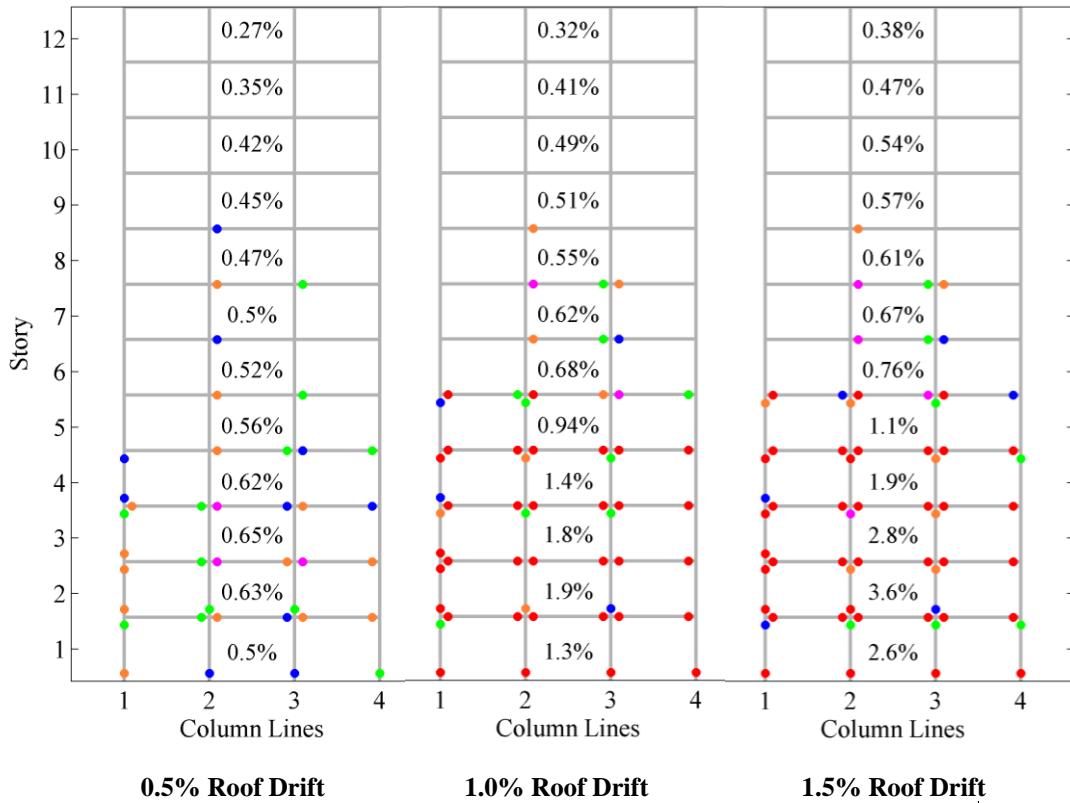 12 0.27% 0.32% 0.38%
11 0.35% 0.41% 0.47%
10 0.42% 0.49% 0.54%
9 0.45% 0.51% 0.57%
8 0.47% 0.55% 0.61%
7 0.5% 0.62% 0.67%
6 0.52% 0.68% 0.76%
5 0.56% 0.94% 1.1%
4 0.62% 1.4% 1.9%
3 0.65% 1.8% 2.8%
2 0.63% 1.9% 3.6%
1 0.5% 1.3% 2.6%
Story
1 2 3 4 1 2 3 4 1 2 3 4
Column Lines Column Lines Column Lines
0.5% Roof Drift 1.0% Roof Drift 1.5% Roof Drift